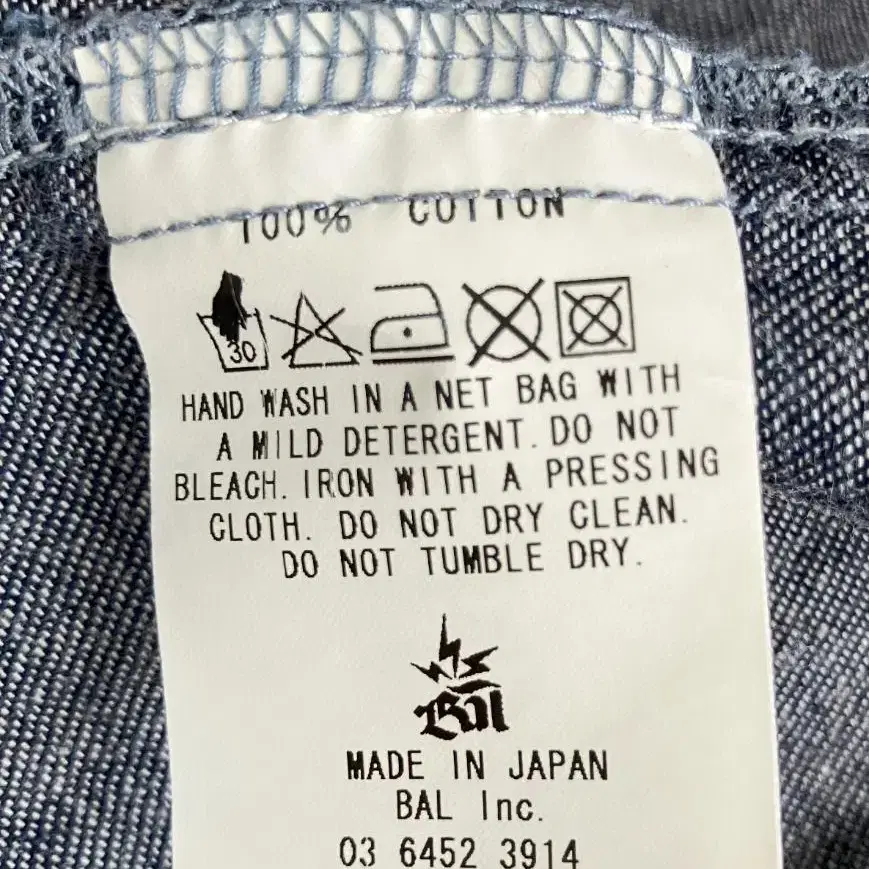 100% COTTON
30
HAND WASH IN A NET BAG WITH
A MILD DETERGENT. DO NOT
BLEACH. IRON WITH A PRESSING
CLOTH. DO NOT DRY CLEAN.
DO NOT TUMBLE DRY.
Bal
MADE IN JAPAN
BAL Inc.
03 6452 3914